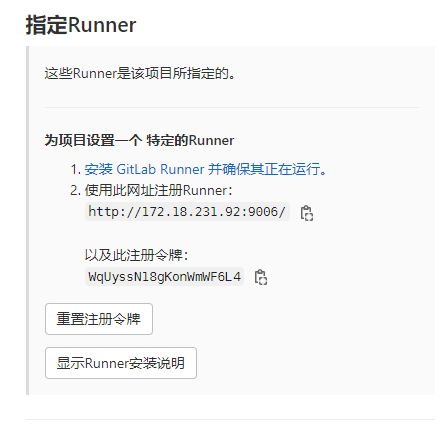 指定Runner
这些Runner是该项目所指定的。
为项目设置一个 特定的Runner
1. 安装 GitLab Runner 并确保其正在运行。
2. 使用此网址注册Runner:
http://172.18.231.92:9006/
以及此注册令牌:
WqUyssN18gKonWmWF6L4
重置注册令牌
显示Runner安装说明